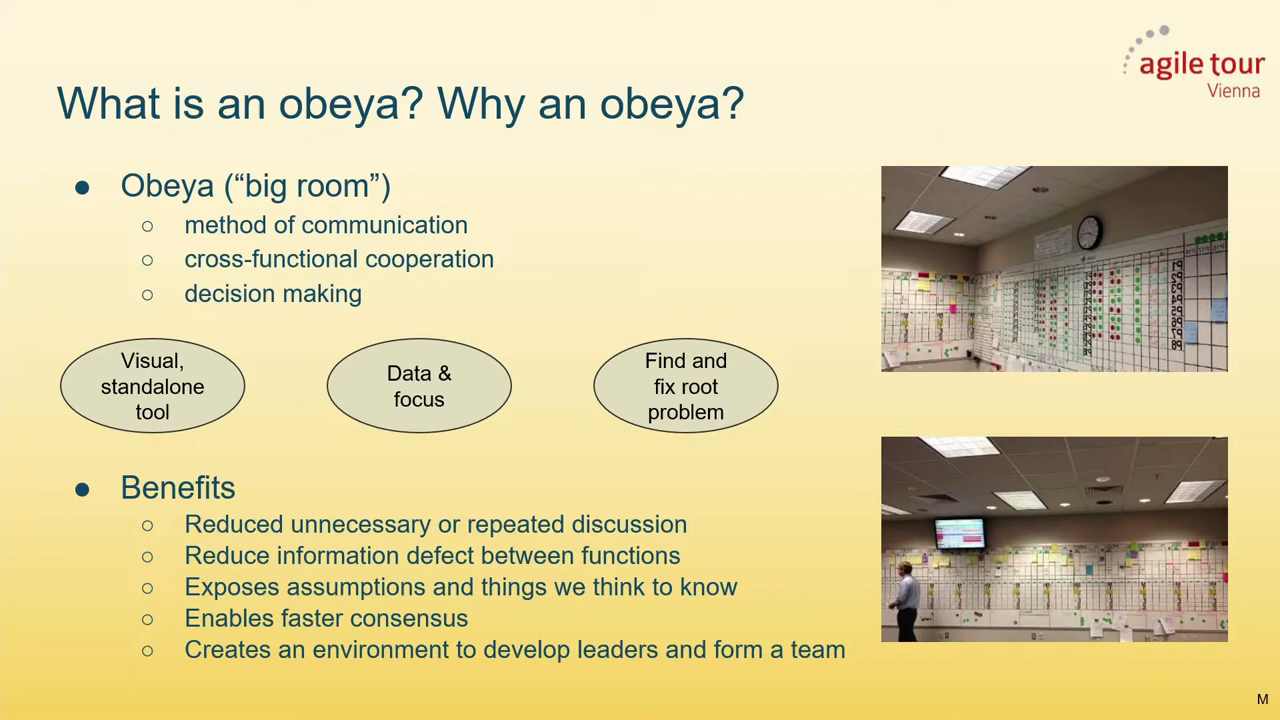 agile tour
Vienna
What is an obeya? Why an obeya?
● Obeya (“big room”)
○ method of communication
○ cross-functional cooperation
○ decision making
Visual,
standalone
tool
Data &
focus
Find and
fix root
problem
● Benefits
○ Reduced unnecessary or repeated discussion
○ Reduce information defect between functions
○ Exposes assumptions and things we think to know
○ Enables faster consensus
○ Creates an environment to develop leaders and form a team
M